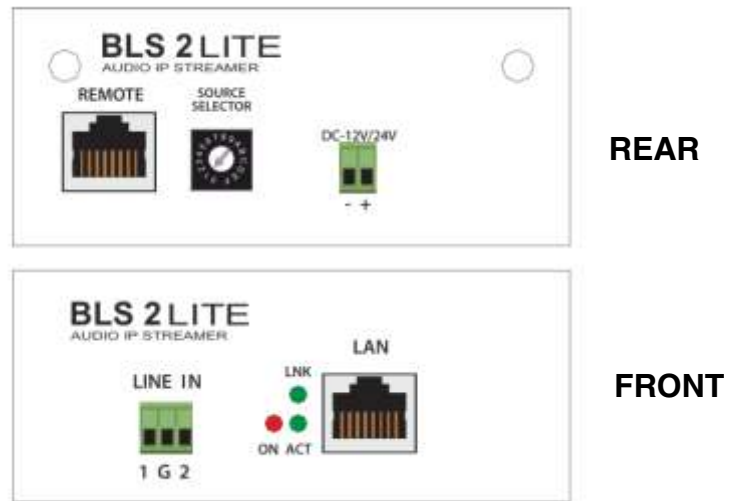 BLS 2 LITE
AUDIO IP STREAMER
REMOTE
SOURCE
SELECTOR
DC-12V/24V
- +
REAR
BLS 2 LITE
AUDIO IP STREAMER
LAN
LINE IN
LNK
ON ACT
1 G 2
FRONT